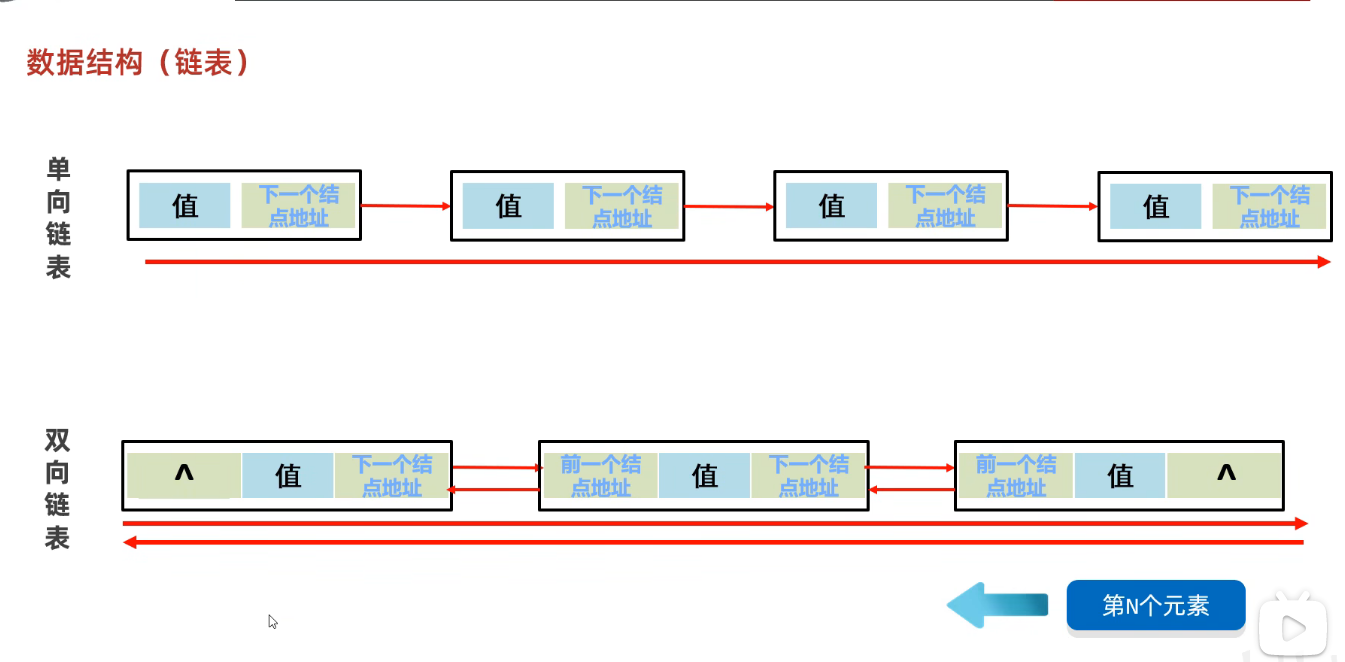 数据结构（链表）
单向链表
值 下一个结点地址 值 下一个结点地址 值 下一个结点地址 值 下一个结点地址
双向链表
^ 值 下一个结点地址 前一个结点地址 值 下一个结点地址 前一个结点地址 值 ^
第N个元素